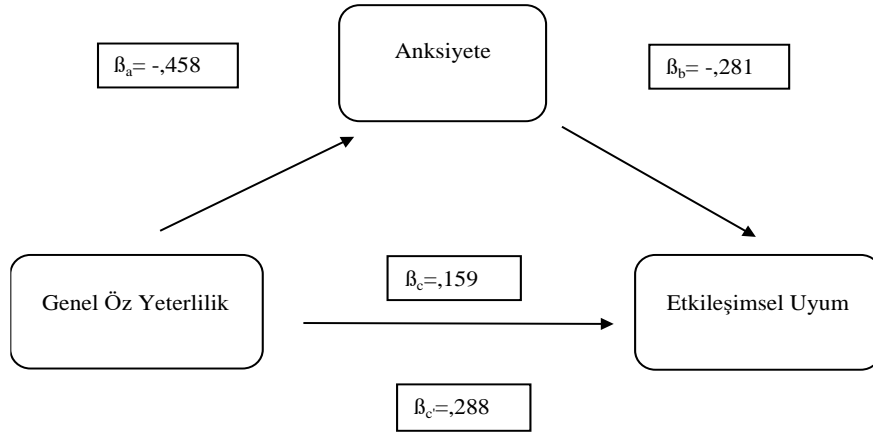 Anksiyete
ßa= -,458
ßb= -,281
Genel Öz Yeterlilik
ßc=,159
Etkileşimsel Uyum
ßc'=,288